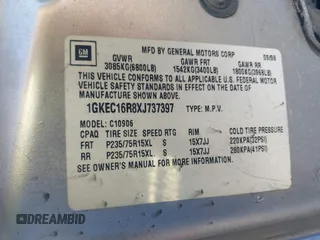 GM
MFD BY GENERAL MOTORS CORP
GVWR GAWR FRT GAWR RR
3085KG(6800LB) 1542KG(3400LB) 1800KG(3968LB)
THIS VEHICLE CONFORMS TO ALL APPLICABLE U.S. FEDERAL MOTOR
VEHICLE SAFETY STANDARDS IN EFFECT ON THE DATE OF
MANUFACTURE SHOWN ABOVE.
1GKEC16R8XJ737397 TYPE: M.P.V.
MODEL: C10906
CPAQ TIRE SIZE SPEED RTG RIM COLD TIRE PRESSURE
FRT P235/75R15XL S 15X7JJ 220KPA(32PSI)
RR P235/75R15XL S 15X7JJ 280KPA(41PSI)
SEE OWNER'S MANUAL FOR MORE INFORMATION.
© DREAMBID